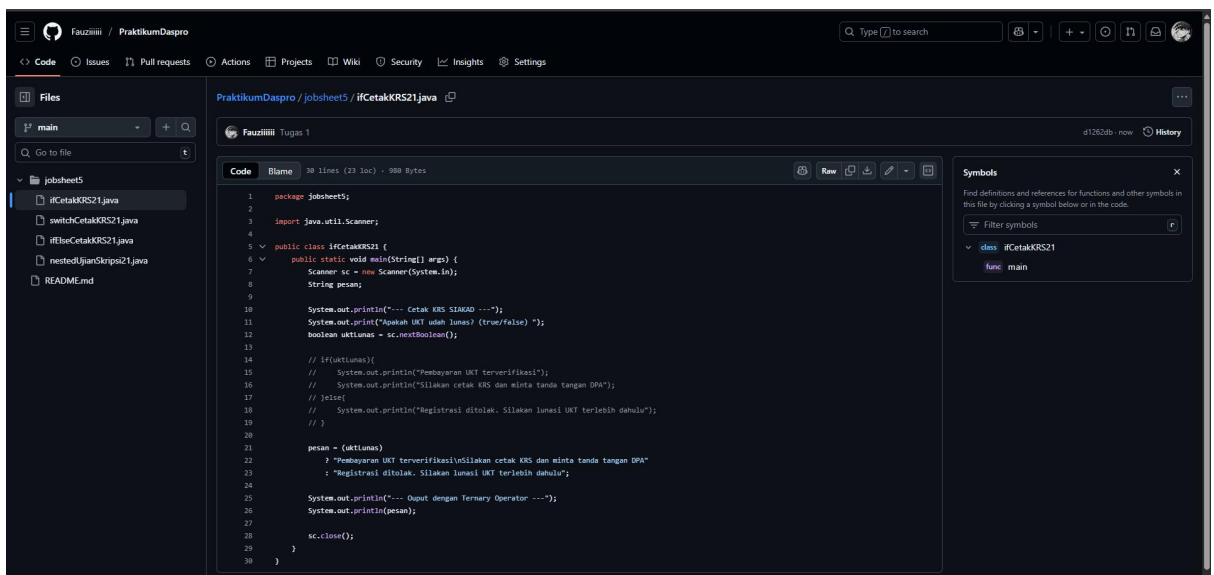 Fauziiiiii / PraktikumDaspro
Type / to search
Code Issues Pull requests Actions Projects Wiki Security Insights Settings
Files
main
Go to file t
jobsheet5
ifCetakKRS21.java
switchCetakKRS21.java
ifElseCetakKRS21.java
nestedUjianSkripsi21.java
README.md
PraktikumDaspro / jobsheet5 / ifCetakKRS21.java
Fauziiiiii Tugas 1
d1262db · now History
Code Blame 30 lines (23 loc) · 980 Bytes
Raw
1 package jobsheet5;
2
3 import java.util.Scanner;
4
5 public class ifCetakKRS21 {
6 public static void main(String[] args) {
7 Scanner sc = new Scanner(System.in);
8 String pesan;
9
10 System.out.println("--- Cetak KRS SIAKAD ---");
11 System.out.print("Apakah UKT udah lunas? (true/false) ");
12 boolean uktLunas = sc.nextBoolean();
13
14 // if(uktLunas){
15 // System.out.println("Pembayaran UKT terverifikasi");
16 // System.out.println("Silakan cetak KRS dan minta tanda tangan DPA");
17 // }else{
18 // System.out.println("Registrasi ditolak. Silakan lunasi UKT terlebih dahulu");
19 // }
20
21 pesan = (uktLunas)
22 ? "Pembayaran UKT terverifikasi\nSilakan cetak KRS dan minta tanda tangan DPA"
23 : "Registrasi ditolak. Silakan lunasi UKT terlebih dahulu";
24
25 System.out.println("--- Ouput dengan Ternary Operator ---");
26 System.out.println(pesan);
27
28 sc.close();
29 }
30 }
Symbols
Find definitions and references for functions and other symbols in
this file by clicking a symbol below or in the code.
Filter symbols r
class ifCetakKRS21
func main